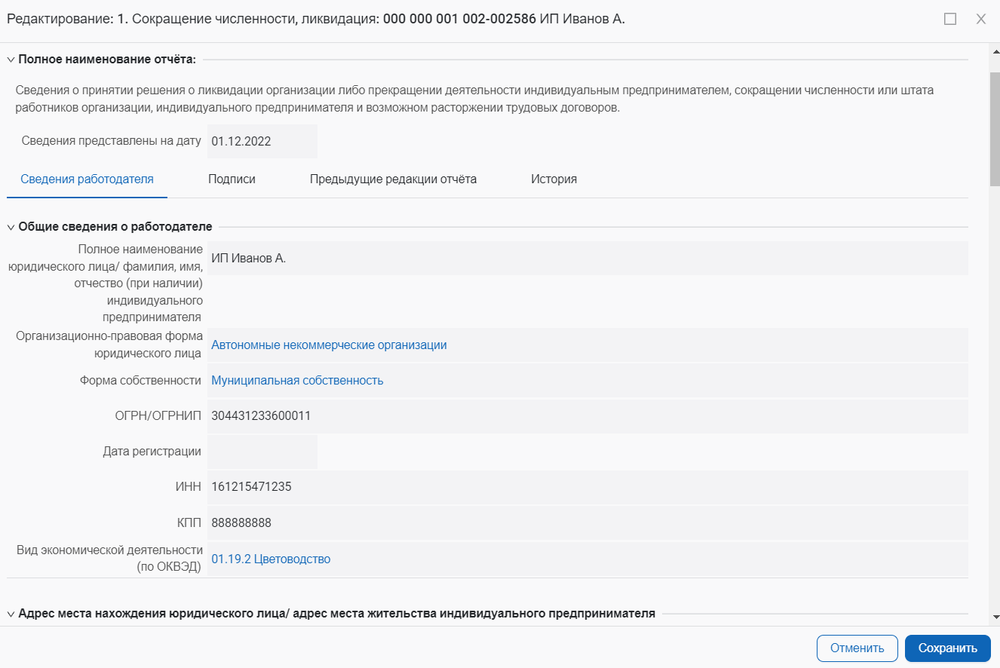 Редактирование: 1. Сокращение численности, ликвидация: 000 000 001 002-002586 ИП Иванов А.
Полное наименование отчёта:
Сведения о принятии решения о ликвидации организации либо прекращении деятельности индивидуальным предпринимателем, сокращении численности или штата
работников организации, индивидуального предпринимателя и возможном расторжении трудовых договоров.
Сведения представлены на дату 01.12.2022
Сведения работодателя Подписи Предыдущие редакции отчёта История
Общие сведения о работодателе
Полное наименование
юридического лица/ фамилия, имя,
отчество (при наличии)
индивидуального
предпринимателя
ИП Иванов А.
Организационно-правовая форма
юридического лица
Автономные некоммерческие организации
Форма собственности Муниципальная собственность
ОГРН/ОГРНИП 304431233600011
Дата регистрации
ИНН 161215471235
КПП 888888888
Вид экономической деятельности
(по ОКВЭД)
01.19.2 Цветоводство
Адрес места нахождения юридического лица/ адрес места жительства индивидуального предпринимателя
Отменить Сохранить